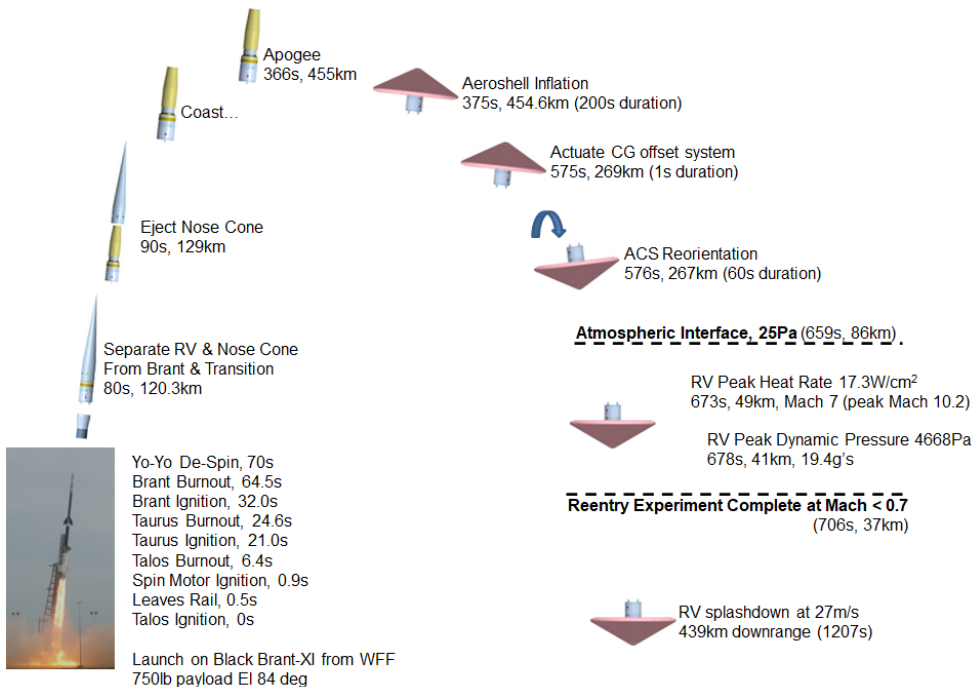 Apogee
366s, 455km
Aeroshell Inflation
375s, 454.6km (200s duration)
Coast…
Actuate CG offset system
575s, 269km (1s duration)
Eject Nose Cone
90s, 129km
ACS Reorientation
576s, 267km (60s duration)
Atmospheric Interface, 25Pa (659s, 86km)
Separate RV & Nose Cone
From Brant & Transition
80s, 120.3km
RV Peak Heat Rate 17.3W/cm²
673s, 49km, Mach 7 (peak Mach 10.2)
RV Peak Dynamic Pressure 4668Pa
678s, 41km, 19.4g's
Yo-Yo De-Spin, 70s
Brant Burnout, 64.5s
Brant Ignition, 32.0s
Taurus Burnout, 24.6s
Taurus Ignition, 21.0s
Talos Burnout, 6.4s
Spin Motor Ignition, 0.9s
Leaves Rail, 0.5s
Talos Ignition, 0s
Reentry Experiment Complete at Mach < 0.7
(706s, 37km)
RV splashdown at 27m/s
439km downrange (1207s)
Launch on Black Brant-XI from WFF
750lb payload El 84 deg